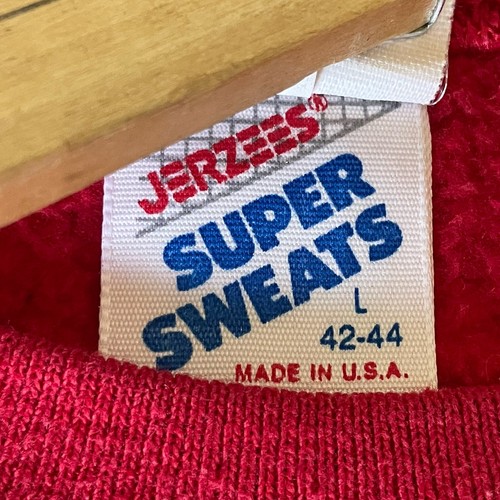 JERZEES®
SUPER
SWEATS
L
42-44
MADE IN U.S.A.